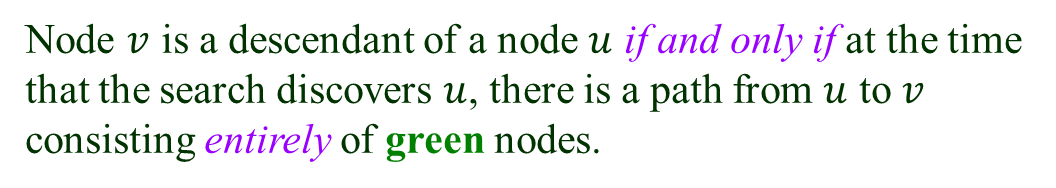 Node 𝑣 is a descendant of a node 𝑢 if and only if at the time
that the search discovers 𝑢, there is a path from 𝑢 to 𝑣
consisting entirely of green nodes.